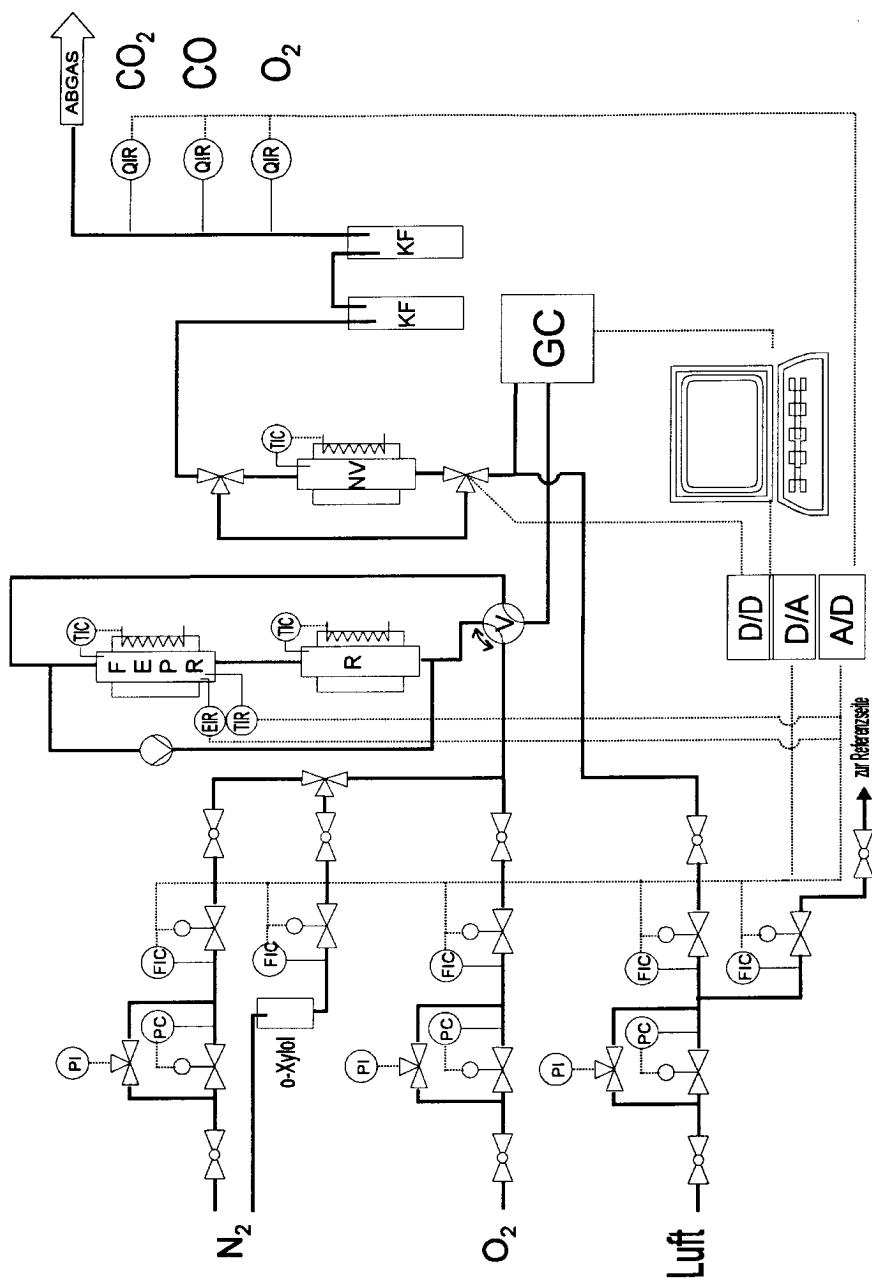 ABGAS
CO2
CO
O2
QIR
QIR
QIR
KF
KF
GC
TIC
NV
TIC
FEPR
EIR
TIR
TIC
R
V
D/D
D/A
A/D
zur Referenzseite
N2
PI
PC
FIC
o-Xylol
FIC
O2
PI
PC
FIC
Luft
PI
PC
FIC
FIC